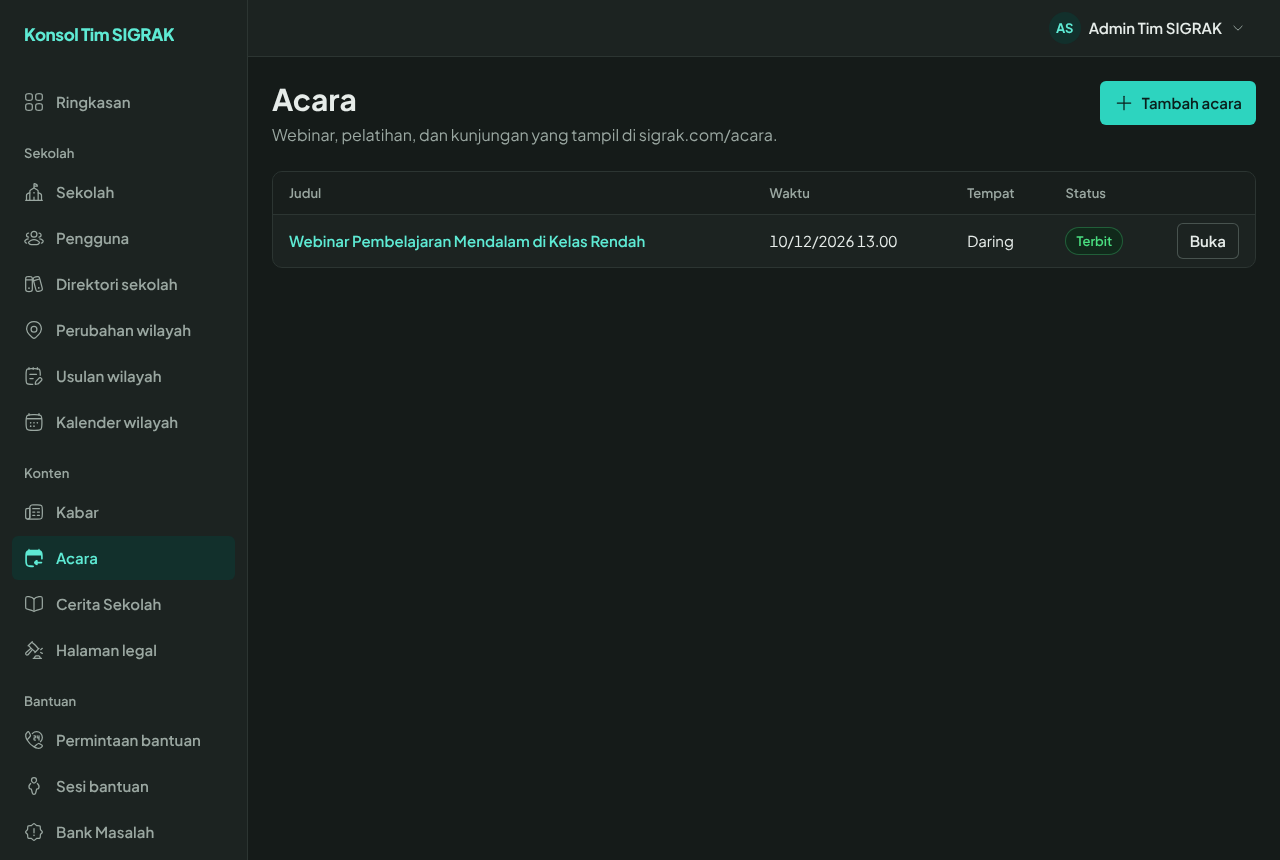 Konsol Tim SIGRAK
AS Admin Tim SIGRAK
Ringkasan
Sekolah
Sekolah
Pengguna
Direktori sekolah
Perubahan wilayah
Usulan wilayah
Kalender wilayah
Konten
Kabar
Acara
Cerita Sekolah
Halaman legal
Bantuan
Permintaan bantuan
Sesi bantuan
Bank Masalah
Acara
Webinar, pelatihan, dan kunjungan yang tampil di sigrak.com/acara.
Tambah acara
Judul Waktu Tempat Status
Webinar Pembelajaran Mendalam di Kelas Rendah 10/12/2026 13.00 Daring Terbit Buka